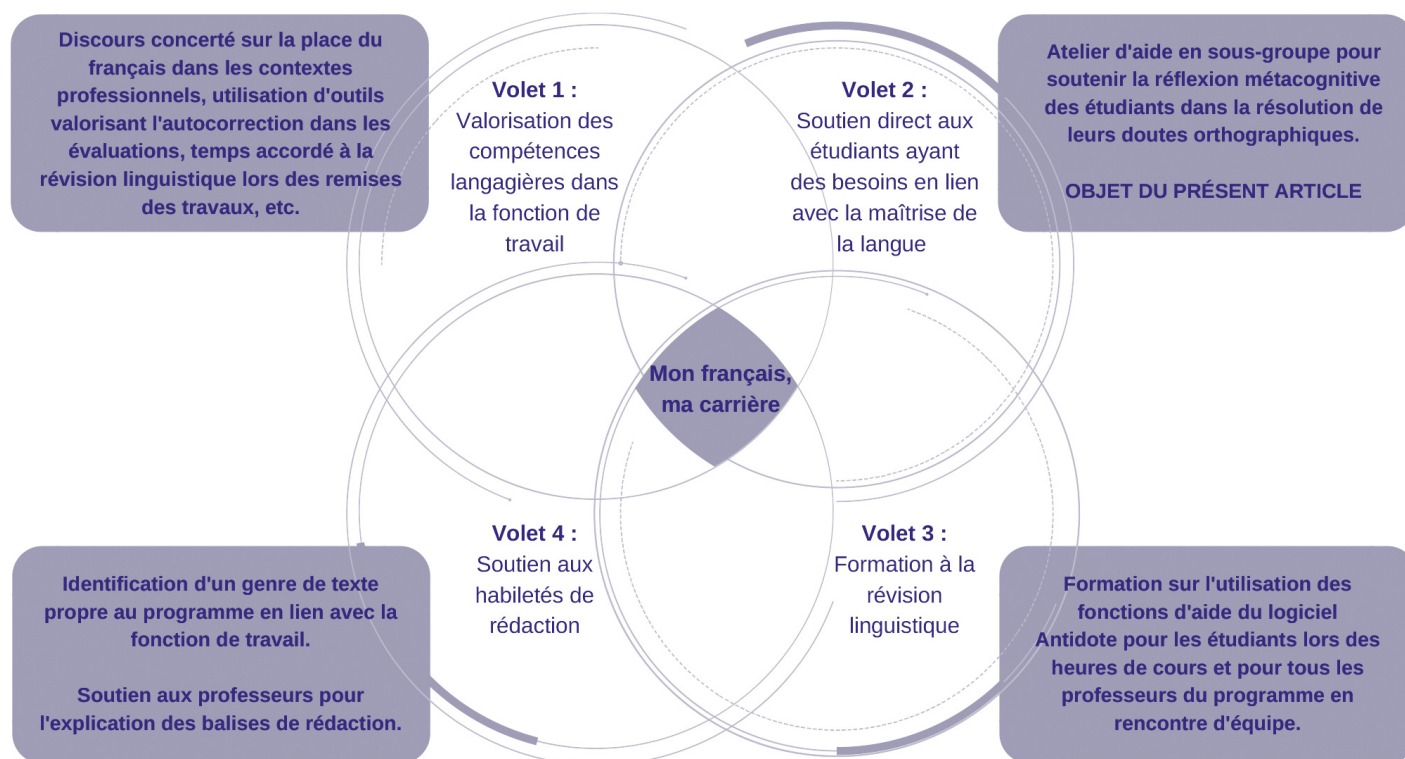 Discours concerté sur la place du
français dans les contextes
professionnels, utilisation d'outils
valorisant l'autocorrection dans les
évaluations, temps accordé à la
révision linguistique lors des remises
des travaux, etc.
Volet 1 :
Valorisation des
compétences
langagières dans
la fonction de
travail
Volet 2 :
Soutien direct aux
étudiants ayant
des besoins en lien
avec la maîtrise de
la langue
Atelier d'aide en sous-groupe pour
soutenir la réflexion métacognitive
des étudiants dans la résolution de
leurs doutes orthographiques.
OBJET DU PRÉSENT ARTICLE
Mon français,
ma carrière
Identification d'un genre de texte
propre au programme en lien avec la
fonction de travail.
Soutien aux professeurs pour
l'explication des balises de rédaction.
Volet 4 :
Soutien aux
habiletés de
rédaction
Volet 3 :
Formation à la
révision
linguistique
Formation sur l'utilisation des
fonctions d'aide du logiciel
Antidote pour les étudiants lors des
heures de cours et pour tous les
professeurs du programme en
rencontre d'équipe.